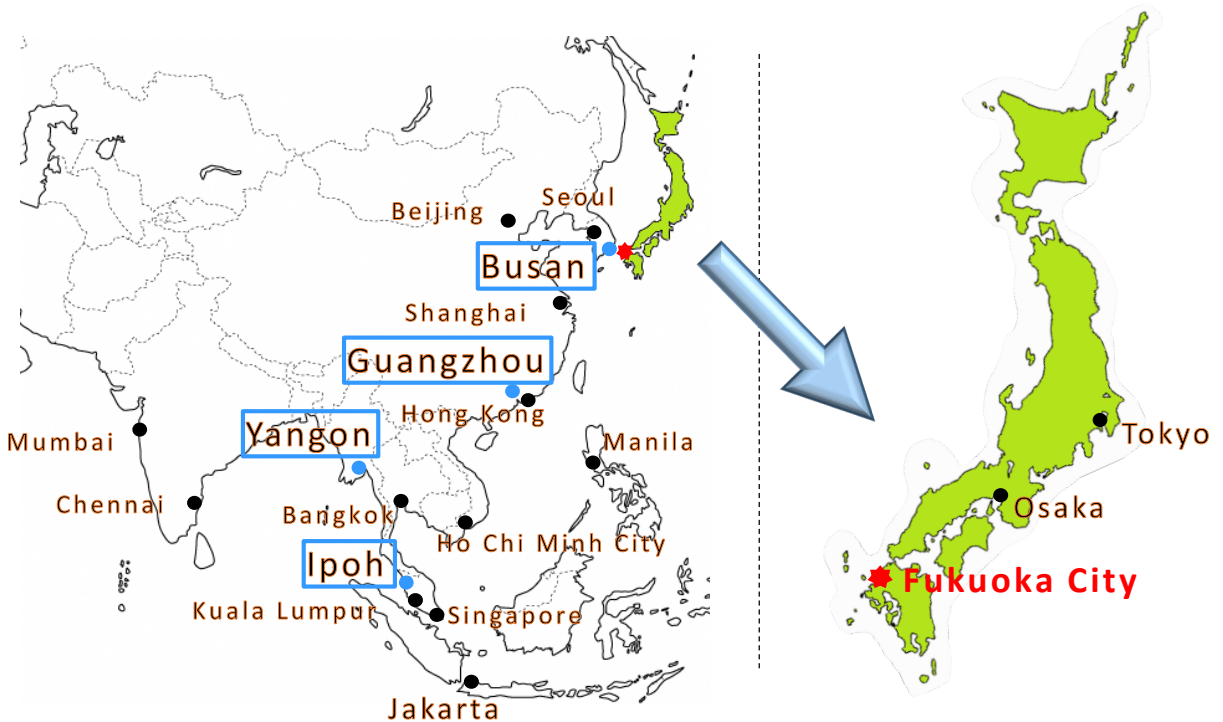 Seoul
Beijing
Busan
Shanghai
Guangzhou
Hong Kong
Yangon
Mumbai
Manila
Chennai
Bangkok
Ho Chi Minh City
Ipoh
Kuala Lumpur
Singapore
Jakarta
Tokyo
Osaka
Fukuoka City